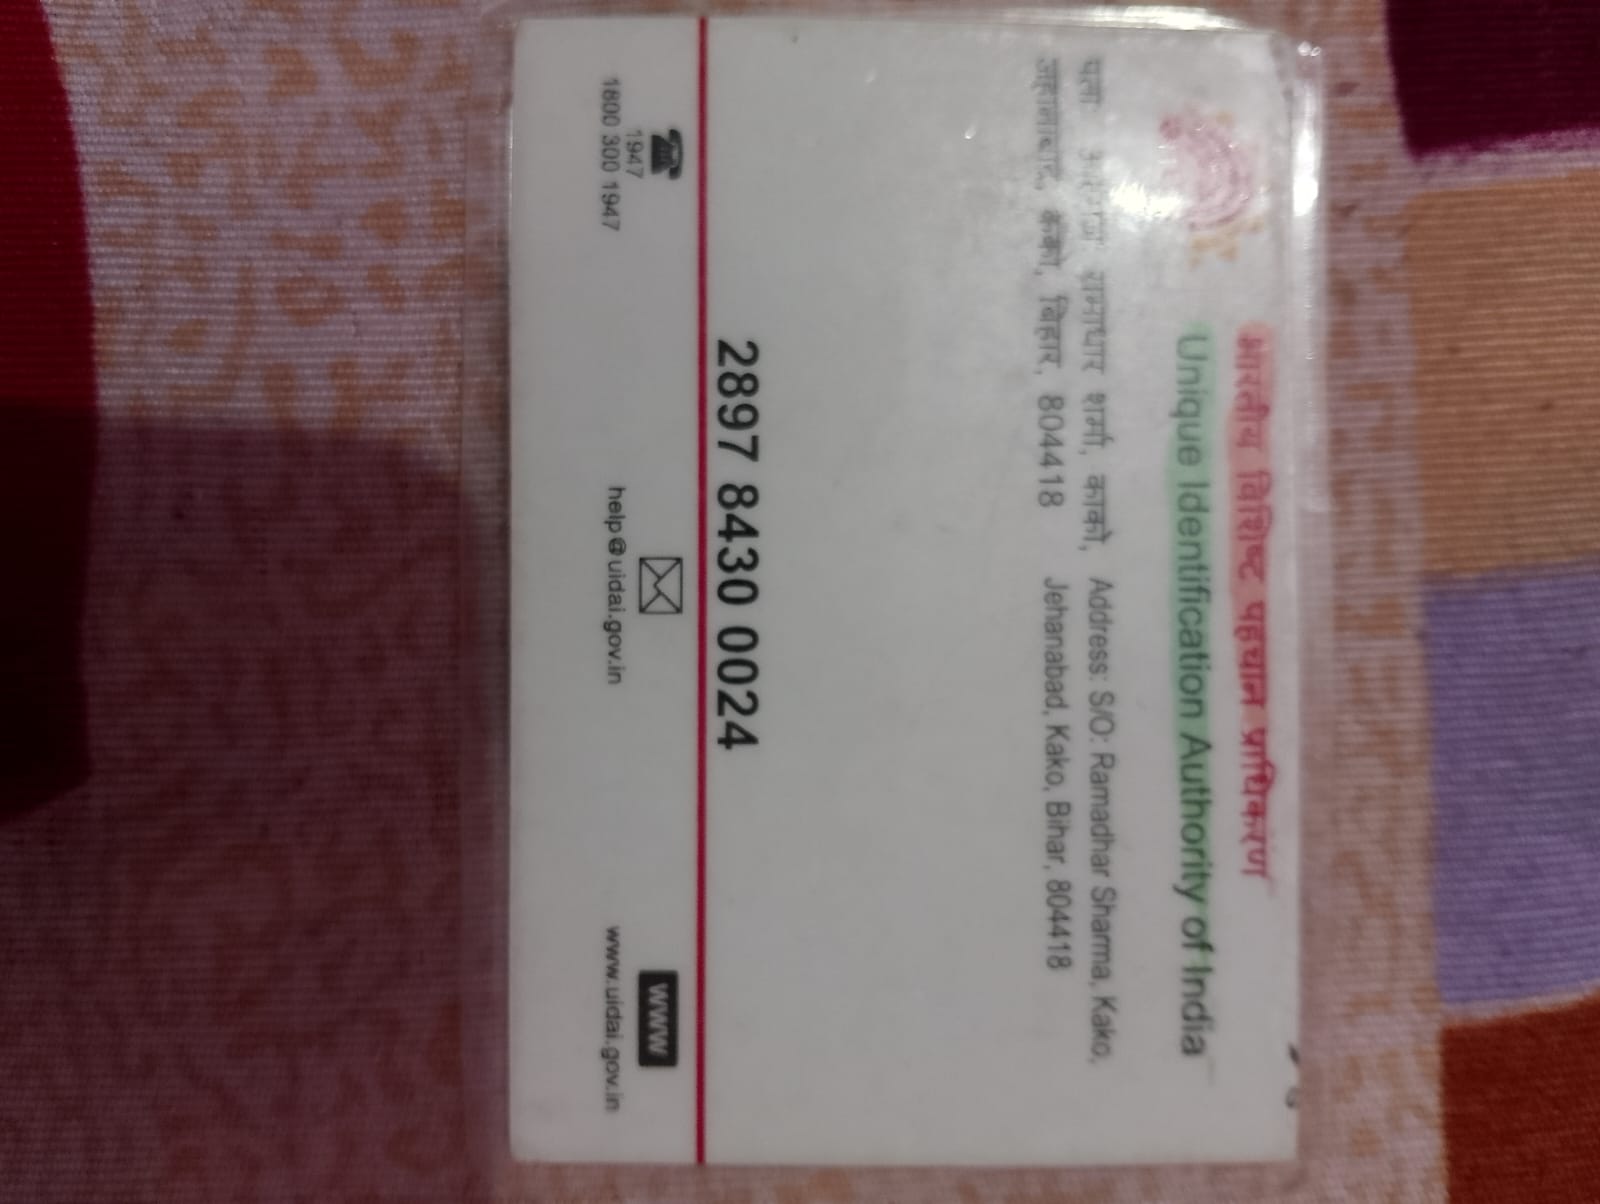 भारतीय विशिष्ट पहचान प्राधिकरण
Unique Identification Authority of India
पता: रामाधार शर्मा, काको,
जहानाबाद, काको, बिहार, 804418
Address: S/O: Ramadhar Sharma, Kako,
Jehanabad, Kako, Bihar, 804418
2897 8430 0024
1947
1800 300 1947
help@uidai.gov.in
WWW
www.uidai.gov.in